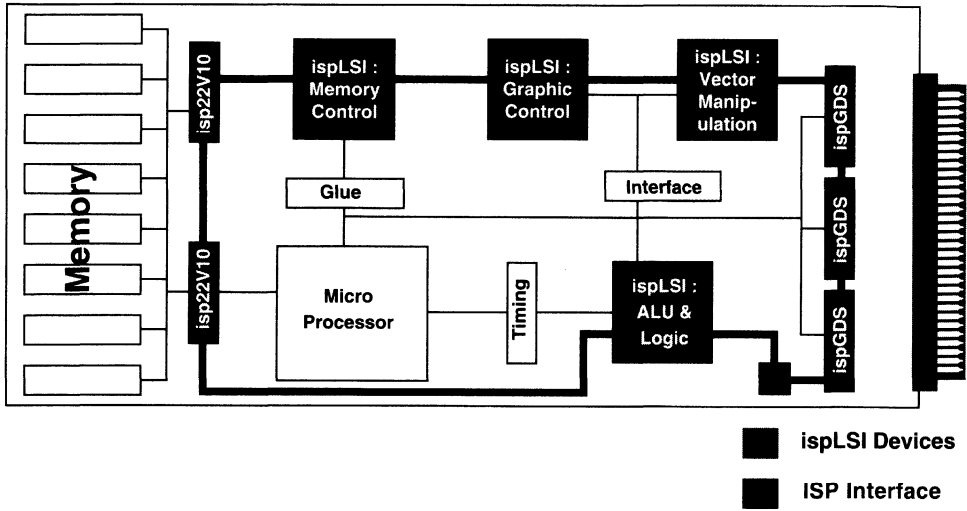 Memory
isp22V10
isp22V10
ispLSI :
Memory
Control
ispLSI :
Graphic
Control
ispLSI :
Vector
Manip-
ulation
ispGDS
ispGDS
ispGDS
Glue
Interface
Micro
Processor
Timing
ispLSI :
ALU &
Logic
ispLSI Devices
ISP Interface